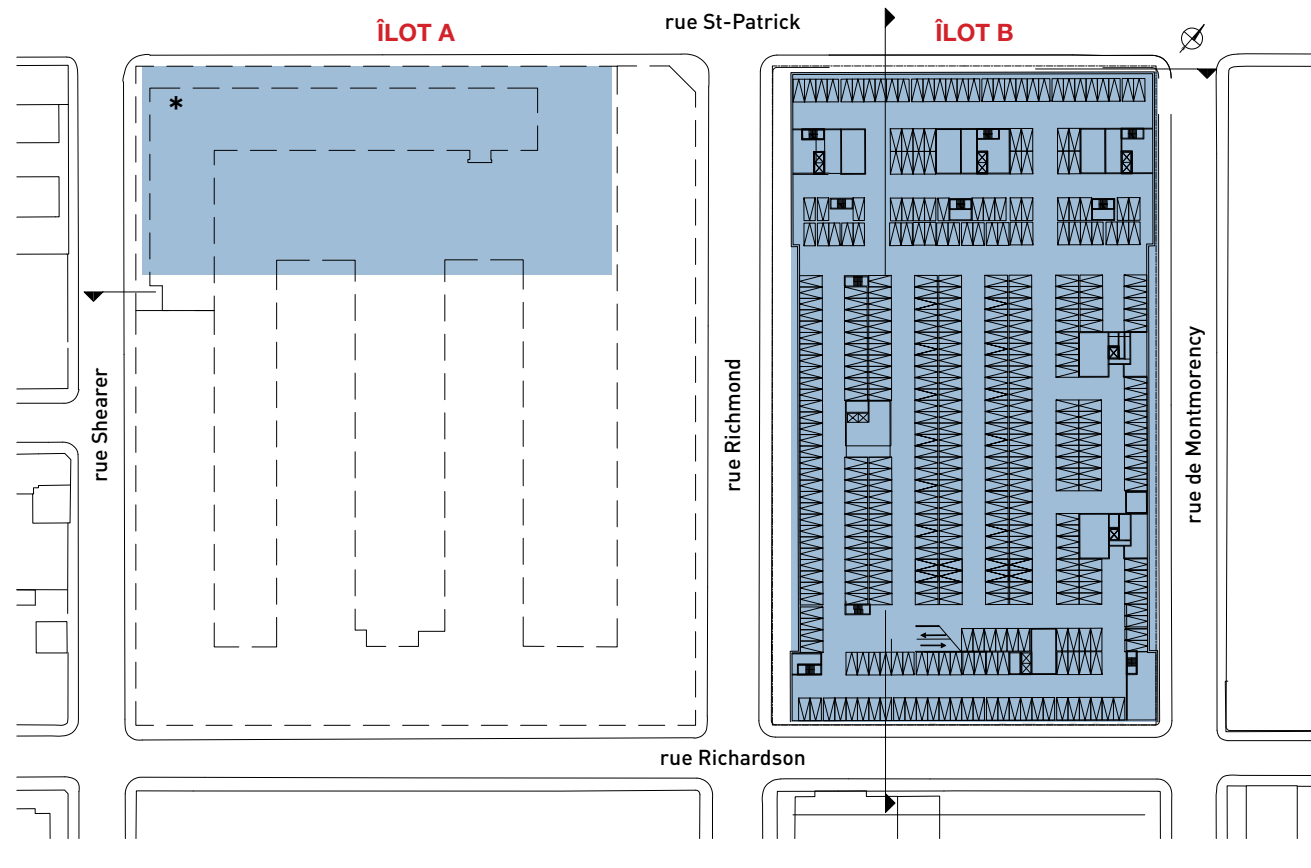 rue St-Patrick
ÎLOT A
ÎLOT B
*
rue Shearer
rue Richmond
rue de Montmorency
rue Richardson